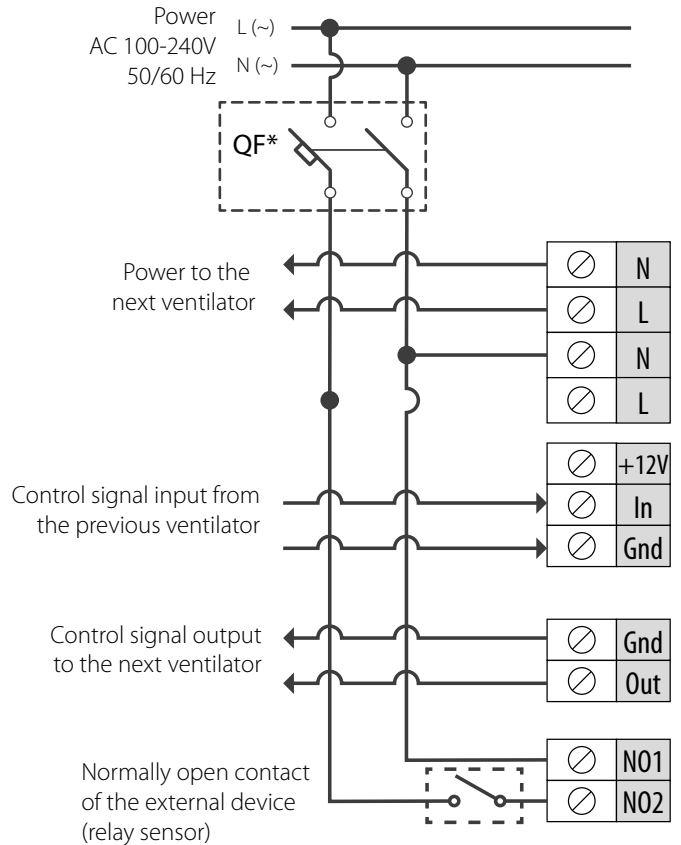 Power
AC 100-240V
50/60 Hz
L (~)
N (~)
QF*
Power to the
next ventilator
N
L
N
L
Control signal input from
the previous ventilator
+12V
In
Gnd
Control signal output
to the next ventilator
Gnd
Out
Normally open contact
of the external device
(relay sensor)
NO1
NO2